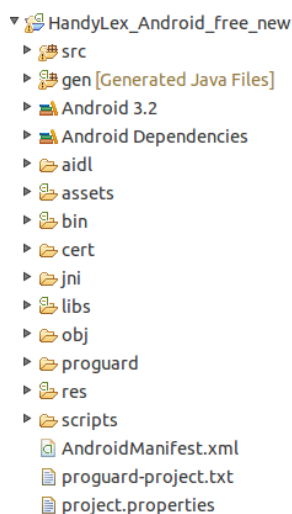 HandyLex_Android_free_new
src
gen [Generated Java Files]
Android 3.2
Android Dependencies
aidl
assets
bin
cert
jni
libs
obj
proguard
res
scripts
AndroidManifest.xml
proguard-project.txt
project.properties